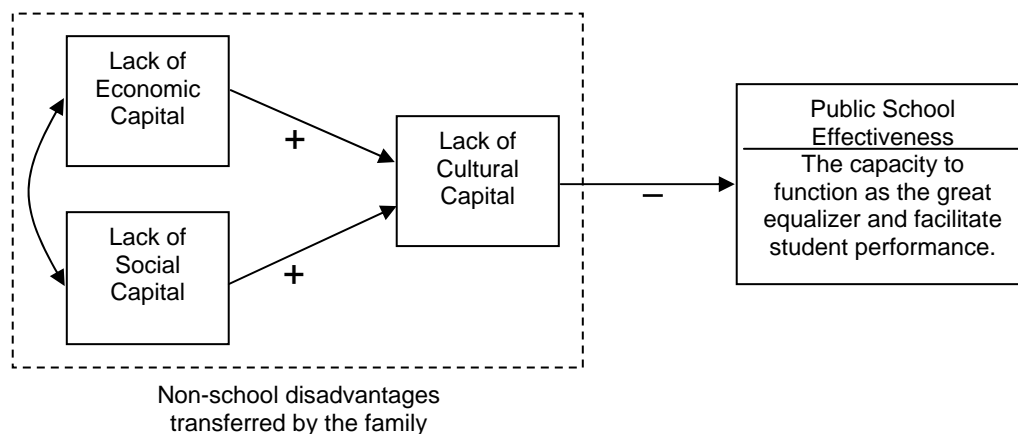 Lack of
Economic
Capital
+
Lack of
Social
Capital
+
Lack of
Cultural
Capital
–
Public School
Effectiveness
The capacity to
function as the great
equalizer and facilitate
student performance.
Non-school disadvantages
transferred by the family